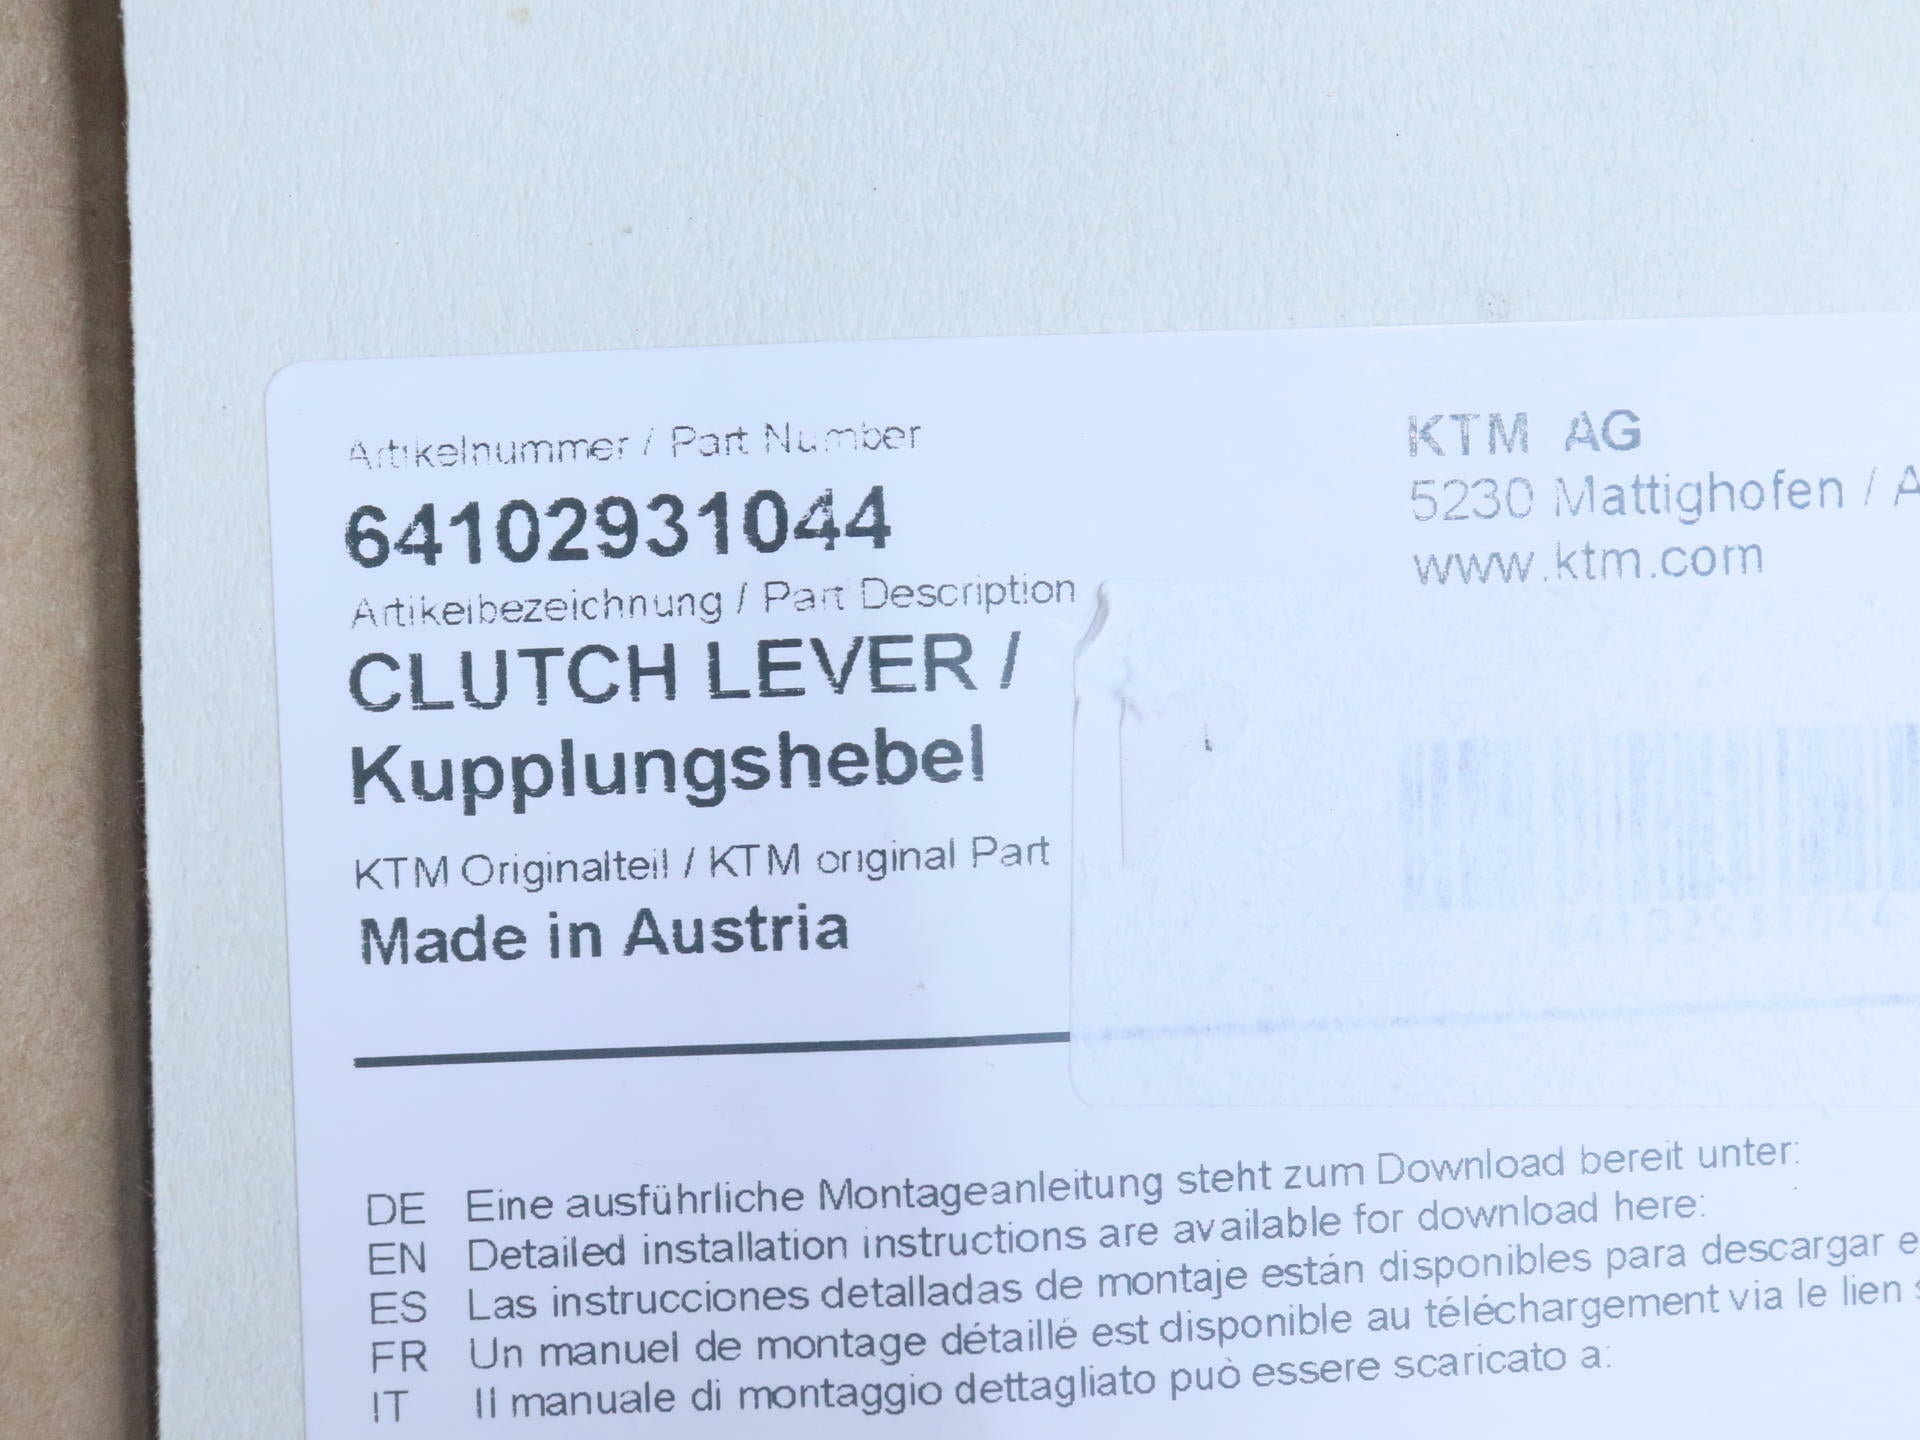 Artikelnummer / Part Number
64102931044
Artikelbezeichnung / Part Description
CLUTCH LEVER /
Kupplungshebel
KTM Originalteil / KTM original Part
Made in Austria
KTM AG
5230 Mattighofen / A
www.ktm.com
64102931044
DE Eine ausführliche Montageanleitung steht zum Download bereit unter:
EN Detailed installation instructions are available for download here:
ES Las instrucciones detalladas de montaje están disponibles para descargar e
FR Un manuel de montage détaillé est disponible au téléchargement via le lien s
IT Il manuale di montaggio dettagliato può essere scaricato a: